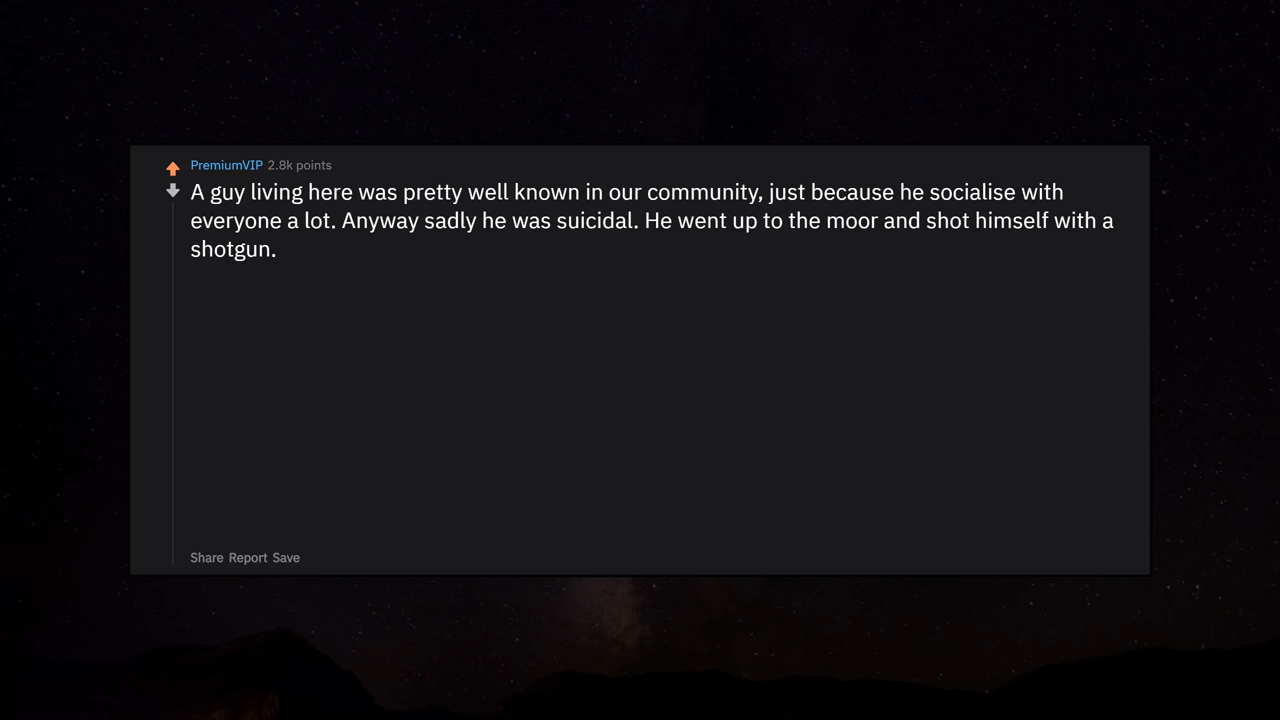 PremiumVIP 2.8k points
A guy living here was pretty well known in our community, just because he socialise with
everyone a lot. Anyway sadly he was suicidal. He went up to the moor and shot himself with a
shotgun.
Share Report Save